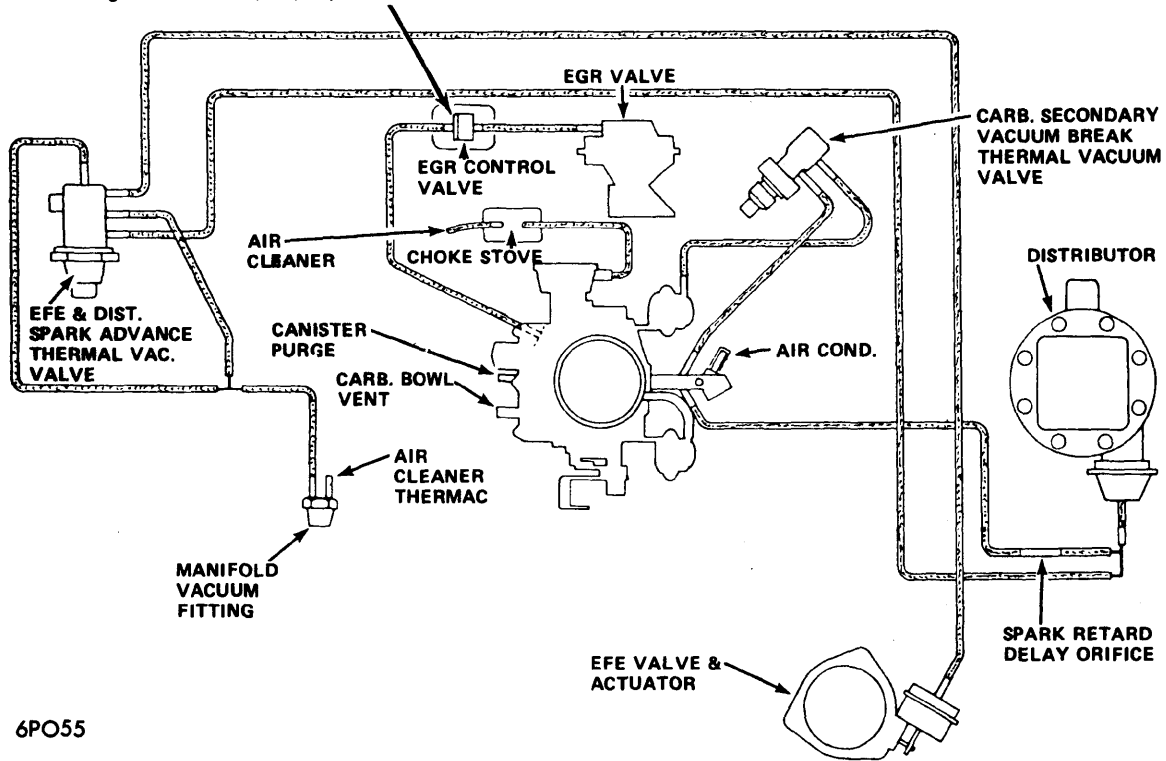 EGR VALVE
CARB. SECONDARY
VACUUM BREAK
THERMAL VACUUM
VALVE
EGR CONTROL
VALVE
AIR
CLEANER
CHOKE STOVE
DISTRIBUTOR
EFE & DIST.
SPARK ADVANCE
THERMAL VAC.
VALVE
CANISTER
PURGE
AIR COND.
CARB. BOWL
VENT
AIR
CLEANER
THERMAC
MANIFOLD
VACUUM
FITTING
SPARK RETARD
DELAY ORIFICE
EFE VALVE &
ACTUATOR
6PO55